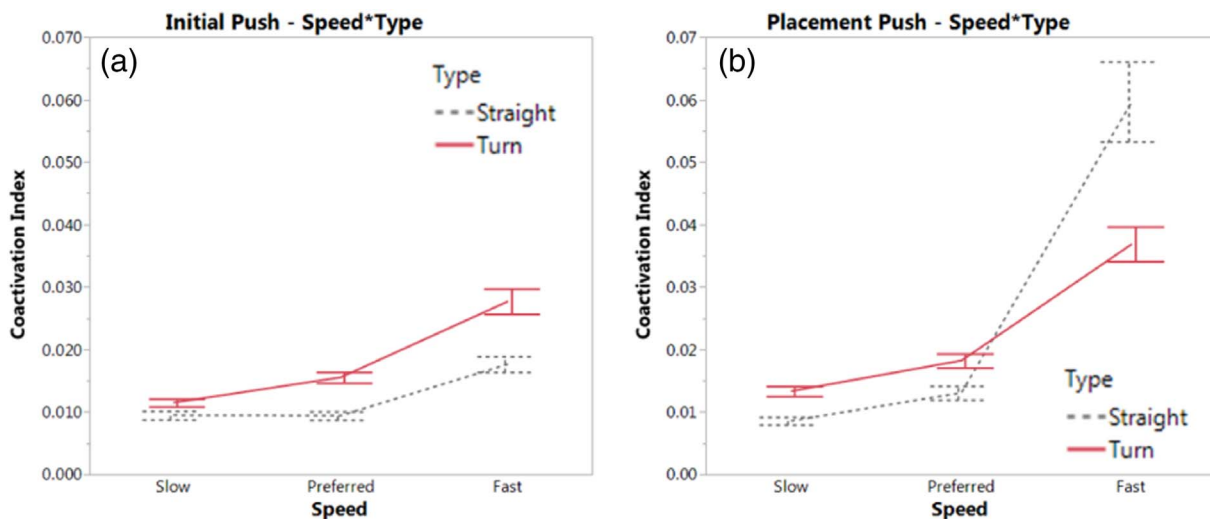 Initial Push - Speed*Type
(a)
Type
Straight
Turn
Coactivation Index
0.070
0.060
0.050
0.040
0.030
0.020
0.010
0.000
Slow Preferred Fast
Speed
Placement Push - Speed*Type
(b)
Coactivation Index
0.07
0.06
0.05
0.04
0.03
0.02
0.01
0.00
Type
Straight
Turn
Slow Preferred Fast
Speed